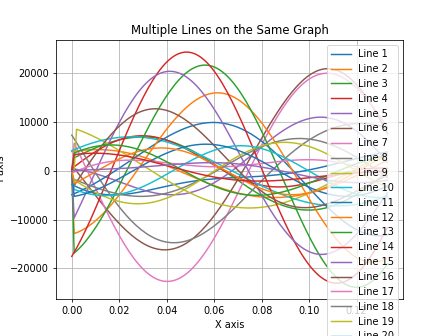 Multiple Lines on the Same Graph
20000
10000
0
−10000
−20000
0.00
0.02
0.04
0.06
0.08
0.10
X axis
Line 1
Line 2
Line 3
Line 4
Line 5
Line 6
Line 7
Line 8
Line 9
Line 10
Line 11
Line 12
Line 13
Line 14
Line 15
Line 16
Line 17
Line 18
Line 19
Line 20